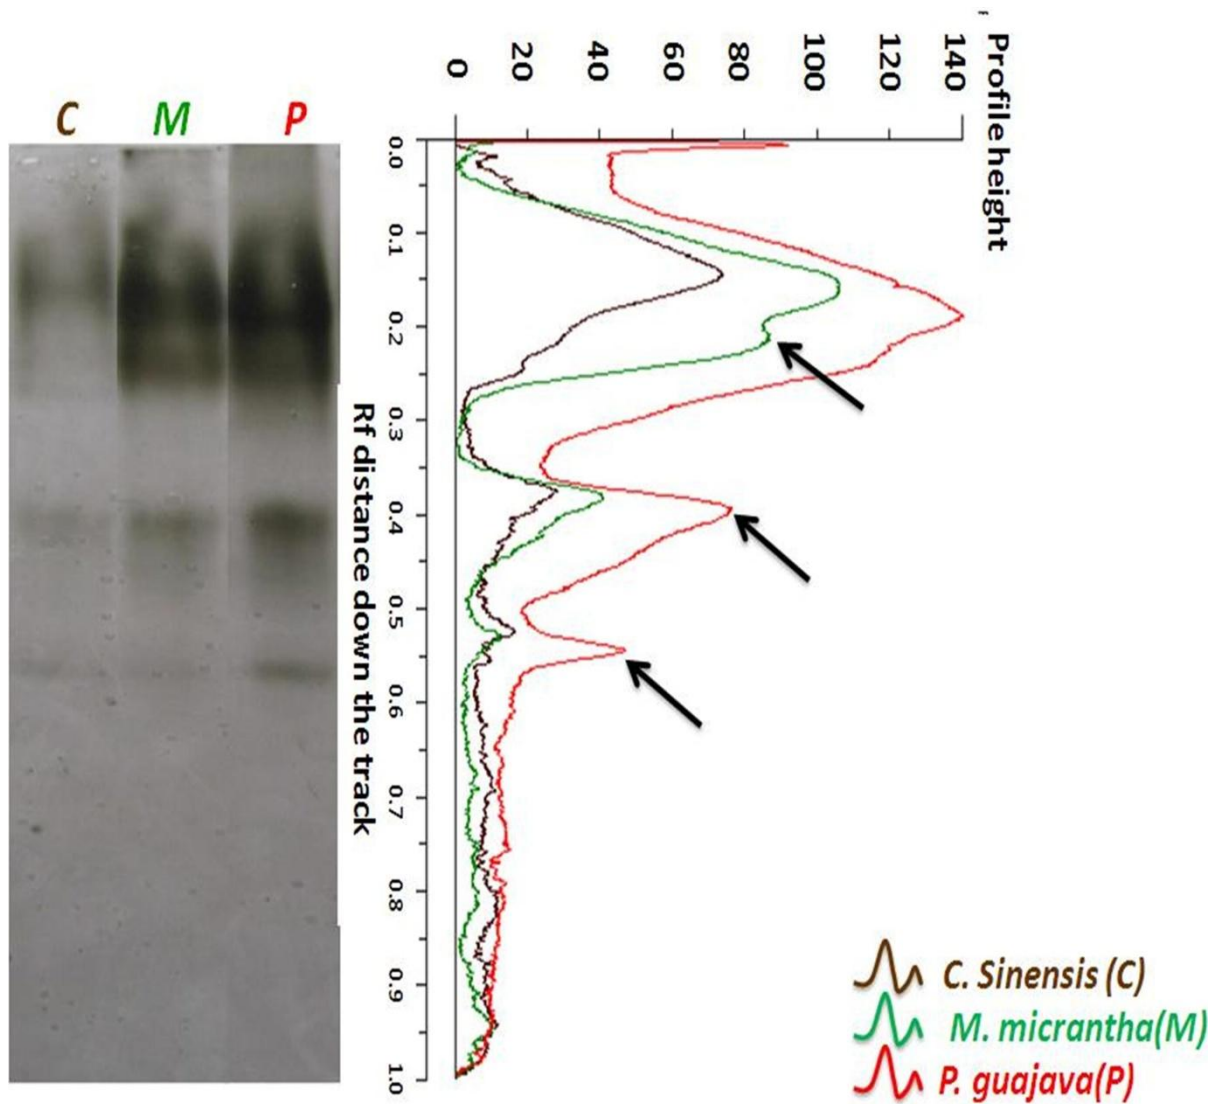 C M P
Profile height
0 20 40 60 80 100 120 140
Rf distance down the track
0.0
0.1
0.2
0.3
0.4
0.5
0.6
0.7
0.8
0.9
1.0
C. Sinensis (C)
M. micrantha(M)
P. guajava(P)